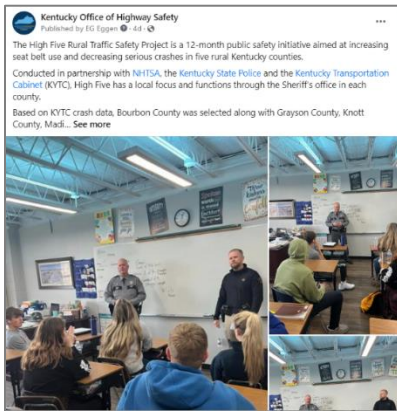 Kentucky Office of Highway Safety
Published by EG Eggen · 4d ·
The High Five Rural Traffic Safety Project is a 12-month public safety initiative aimed at increasing
seat belt use and decreasing serious crashes in five rural Kentucky counties.
Conducted in partnership with NHTSA, the Kentucky State Police and the Kentucky Transportation
Cabinet (KYTC), High Five has a local focus and functions through the Sheriff's office in each
county.
Based on KYTC crash data, Bourbon County was selected along with Grayson County, Knott
County, Madi... See more